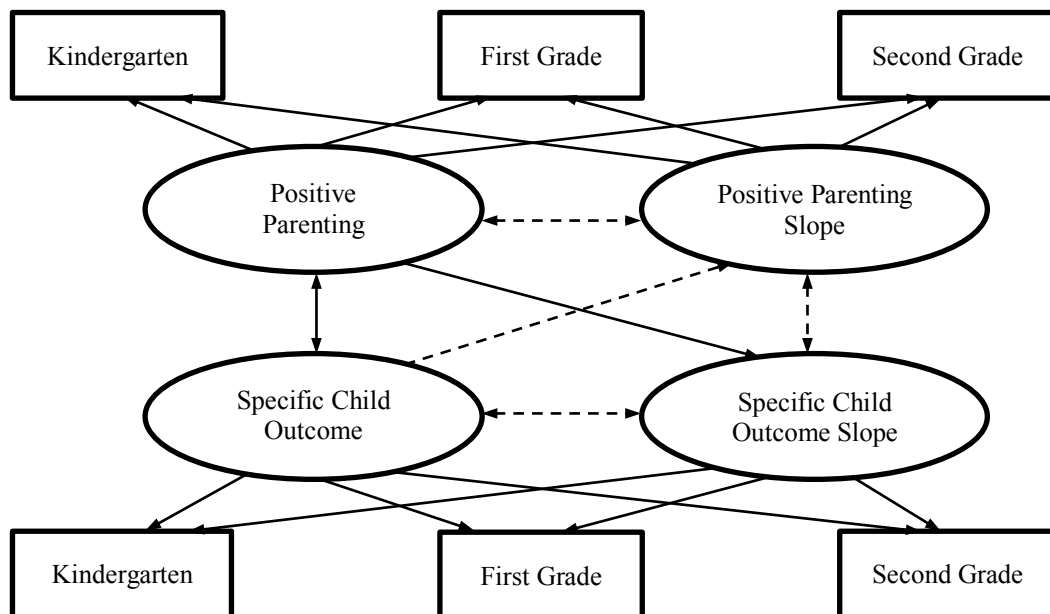 Kindergarten
First Grade
Second Grade
Positive
Parenting
Positive Parenting
Slope
Specific Child
Outcome
Specific Child
Outcome Slope
Kindergarten
First Grade
Second Grade